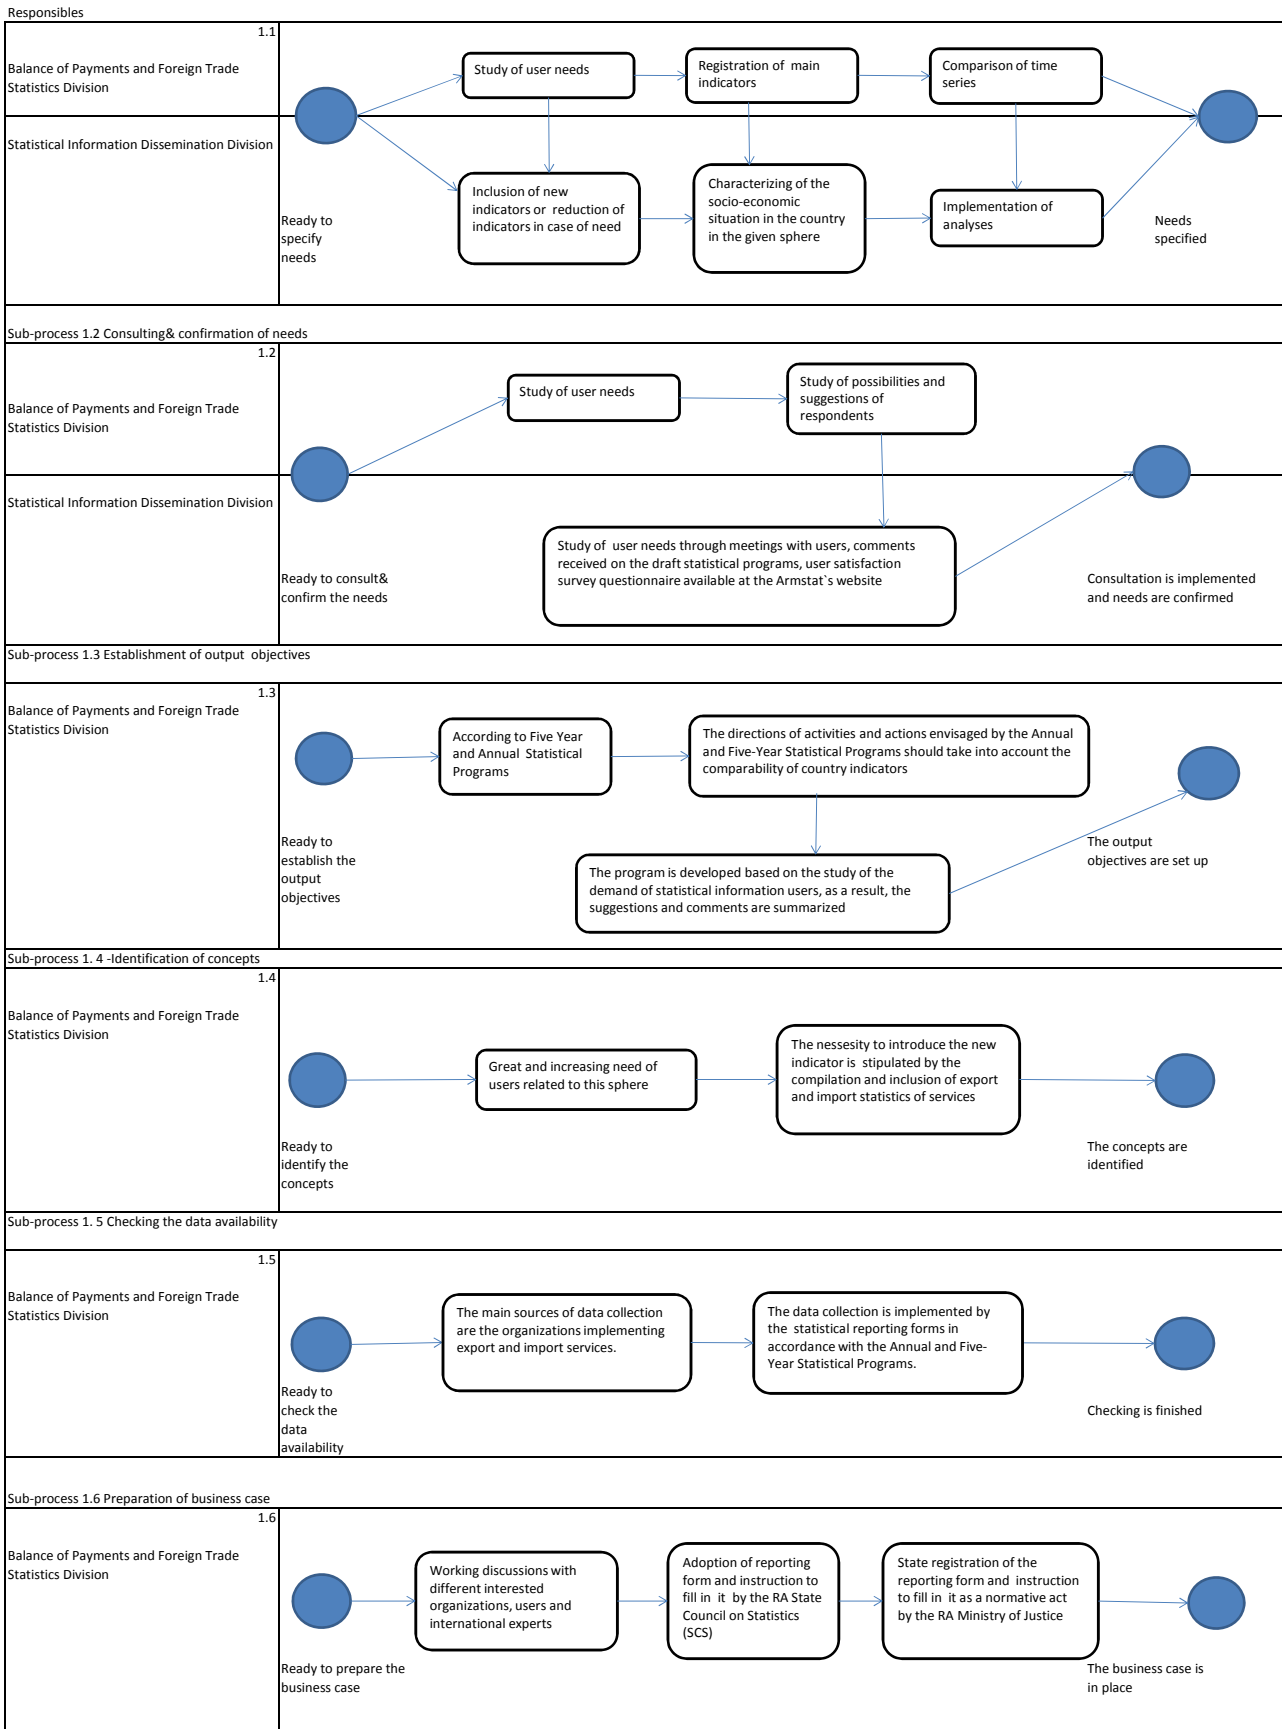 Responsibles
1.1
Balance of Payments and Foreign Trade
Statistics Division
Study of user needs
Registration of main
indicators
Comparison of time
series
Statistical Information Dissemination Division
Inclusion of new
indicators or reduction of
indicators in case of need
Characterizing of the
socio-economic
situation in the country
in the given sphere
Implementation of
analyses
Ready to
specify
needs
Needs
specified
Sub-process 1.2 Consulting& confirmation of needs
1.2
Balance of Payments and Foreign Trade
Statistics Division
Study of user needs
Study of possibilities and
suggestions of
respondents
Statistical Information Dissemination Division
Study of user needs through meetings with users, comments
received on the draft statistical programs, user satisfaction
survey questionnaire available at the Armstat`s website
Ready to consult&
confirm the needs
Consultation is implemented
and needs are confirmed
Sub-process 1.3 Establishment of output objectives
1.3
Balance of Payments and Foreign Trade
Statistics Division
According to Five Year
and Annual Statistical
Programs
The directions of activities and actions envisaged by the Annual
and Five-Year Statistical Programs should take into account the
comparability of country indicators
Ready to
establish the
output
objectives
The output
objectives are set up
The program is developed based on the study of the
demand of statistical information users, as a result, the
suggestions and comments are summarized
Sub-process 1. 4 -Identification of concepts
1.4
Balance of Payments and Foreign Trade
Statistics Division
Great and increasing need of
users related to this sphere
The nessesity to introduce the new
indicator is stipulated by the
compilation and inclusion of export
and import statistics of services
Ready to
identify the
concepts
The concepts are
identified
Sub-process 1. 5 Checking the data availability
1.5
Balance of Payments and Foreign Trade
Statistics Division
The main sources of data collection
are the organizations implementing
export and import services.
The data collection is implemented by
the statistical reporting forms in
accordance with the Annual and Five-
Year Statistical Programs.
Ready to
check the
data
availability
Checking is finished
Sub-process 1.6 Preparation of business case
1.6
Balance of Payments and Foreign Trade
Statistics Division
Working discussions with
different interested
organizations, users and
international experts
Adoption of reporting
form and instruction to
fill in it by the RA State
Council on Statistics
(SCS)
State registration of the
reporting form and instruction
to fill in it as a normative act
by the RA Ministry of Justice
Ready to prepare the
business case
The business case is
in place